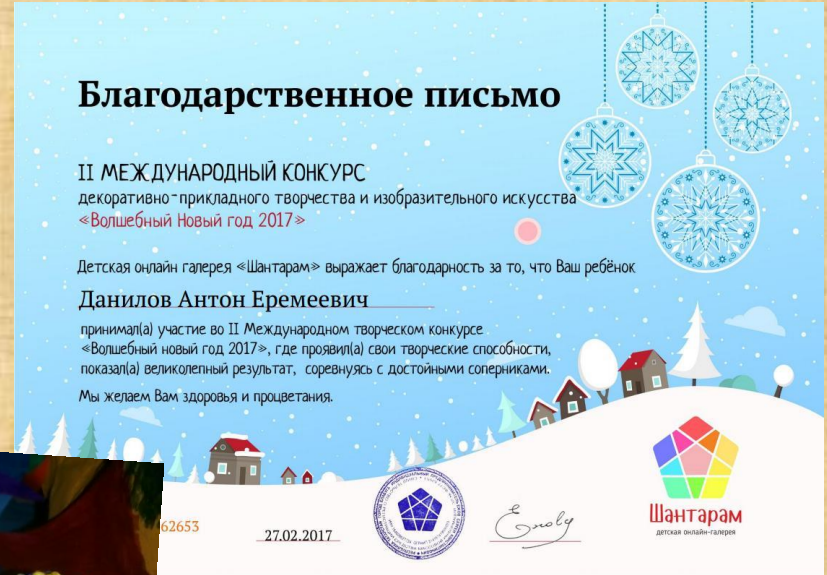 Благодарственное письмо
II МЕЖДУНАРОДНЫЙ КОНКУРС
декоративно-прикладного творчества и изобразительного искусства
«Волшебный Новый год 2017»
Детская онлайн галерея «Шантарам» выражает благодарность за то, что Ваш ребёнок
Данилов Антон Еремеевич
принимал(а) участие во II Международном творческом конкурсе
«Волшебный новый год 2017», где проявил(а) свои творческие способности,
показал(а) великолепный результат, соревнуясь с достойными соперниками.
Мы желаем Вам здоровья и процветания.
62653
27.02.2017
Шантарам
детская онлайн-галерея